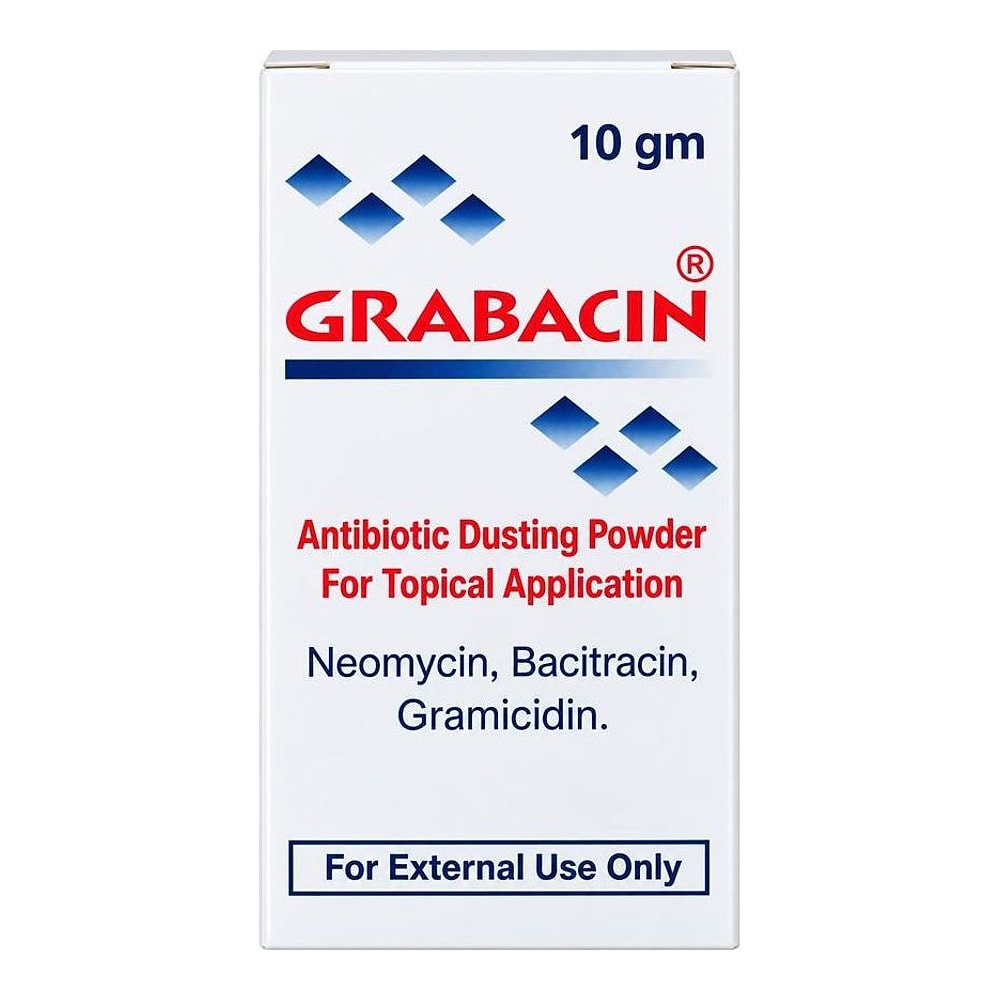 10 gm
GRABACIN®
Antibiotic Dusting Powder
For Topical Application
Neomycin, Bacitracin,
Gramicidin.
For External Use Only